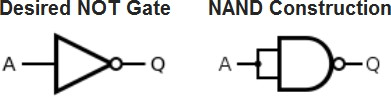 Desired NOT Gate NAND Construction
A Q A Q